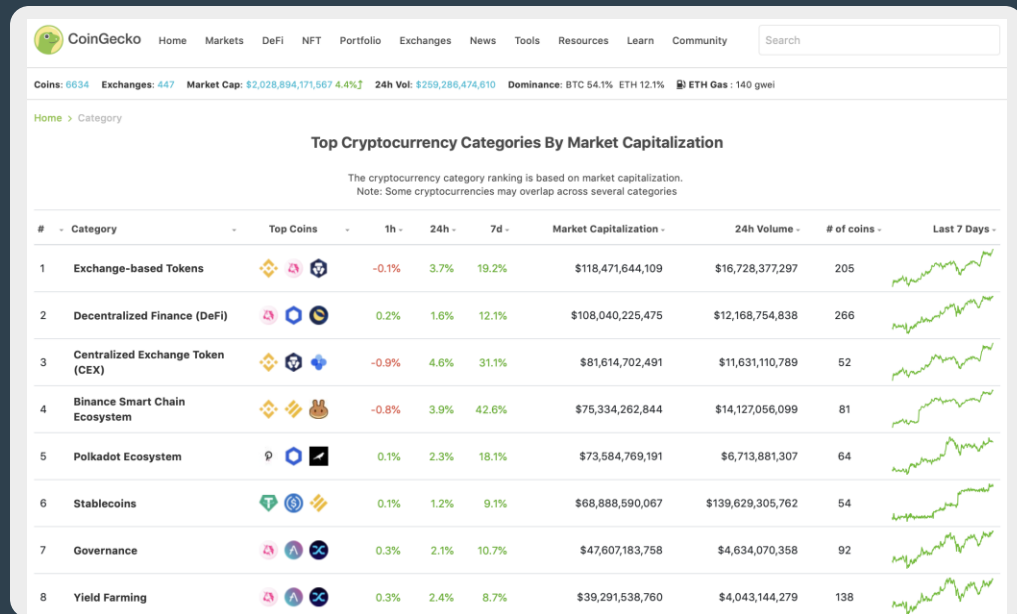 CoinGecko Home Markets DeFi NFT Portfolio Exchanges News Tools Resources Learn Community Search
Coins: 6634 Exchanges: 447 Market Cap: $2,028,894,171,567 4.4% 24h Vol: $259,286,474,610 Dominance: BTC 54.1% ETH 12.1% ETH Gas : 140 gwei
Home > Category
Top Cryptocurrency Categories By Market Capitalization
The cryptocurrency category ranking is based on market capitalization.
Note: Some cryptocurrencies may overlap across several categories
# Category Top Coins 1h 24h 7d Market Capitalization 24h Volume # of coins Last 7 Days
1 Exchange-based Tokens -0.1% 3.7% 19.2% $118,471,644,109 $16,728,377,297 205
2 Decentralized Finance (DeFi) 0.2% 1.6% 12.1% $108,040,225,475 $12,168,754,838 266
3 Centralized Exchange Token
(CEX) -0.9% 4.6% 31.1% $81,614,702,491 $11,631,110,789 52
4 Binance Smart Chain
Ecosystem -0.8% 3.9% 42.6% $75,334,262,844 $14,127,056,099 81
5 Polkadot Ecosystem 0.1% 2.3% 18.1% $73,584,769,191 $6,713,881,307 64
6 Stablecoins 0.1% 1.2% 9.1% $68,888,590,067 $139,629,305,762 54
7 Governance 0.3% 2.1% 10.7% $47,607,183,758 $4,634,070,358 92
8 Yield Farming 0.3% 2.4% 8.7% $39,291,538,760 $4,043,144,279 138